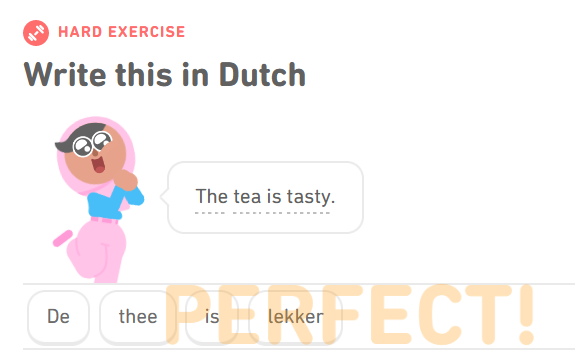 HARD EXERCISE
Write this in Dutch
The tea is tasty.
De thee is lekker
PERFECT!